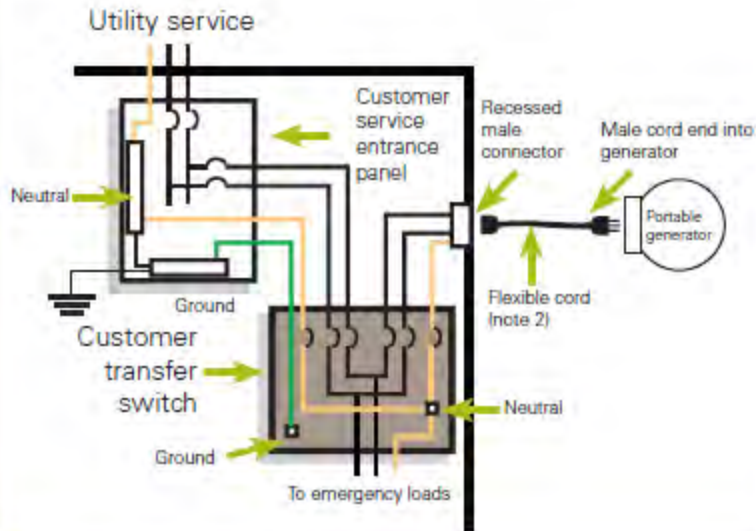 Utility service
Customer
service
entrance
panel
Recessed
male
connector
Male cord end into
generator
Neutral
Portable
generator
Ground
Flexible cord
(note 2)
Customer
transfer
switch
Neutral
Ground
To emergency loads